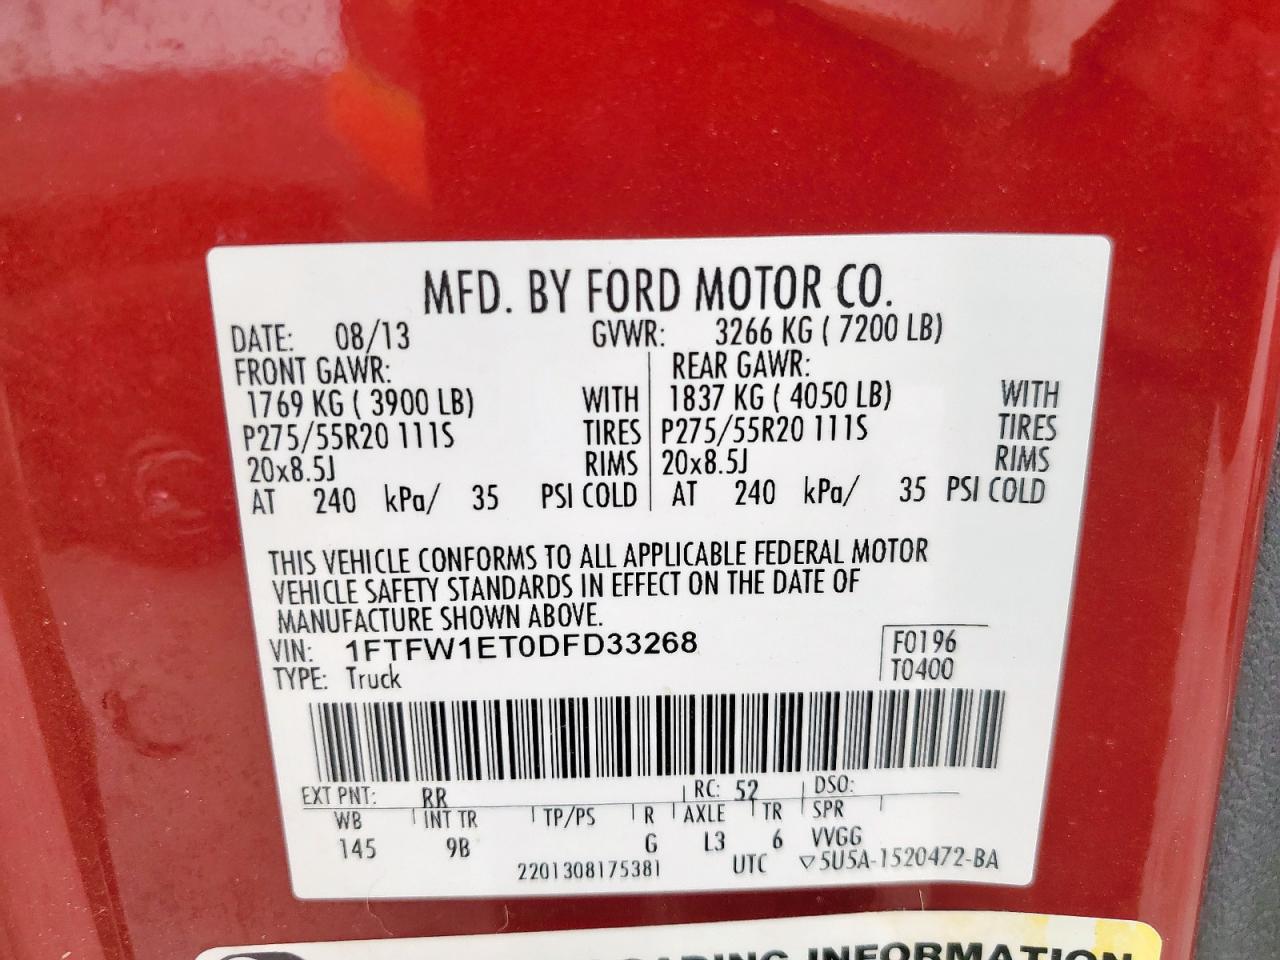 MFD. BY FORD MOTOR CO.
DATE: 08/13 GVWR: 3266 KG ( 7200 LB)
FRONT GAWR: REAR GAWR:
1769 KG ( 3900 LB) WITH 1837 KG ( 4050 LB) WITH
P275/55R20 111S TIRES P275/55R20 111S TIRES
20x8.5J RIMS 20x8.5J RIMS
AT 240 kPa/ 35 PSI COLD AT 240 kPa/ 35 PSI COLD
THIS VEHICLE CONFORMS TO ALL APPLICABLE FEDERAL MOTOR
VEHICLE SAFETY STANDARDS IN EFFECT ON THE DATE OF
MANUFACTURE SHOWN ABOVE.
VIN: 1FTFW1ET0DFD33268 F0196
TYPE: Truck T0400
EXT PNT: RR RC: 52 DSO:
WB INT TR TP/PS R AXLE TR SPR
145 9B G L3 6 VVGG
2201308175381 UTC ▽5U5A-1520472-BA
INFORMATION